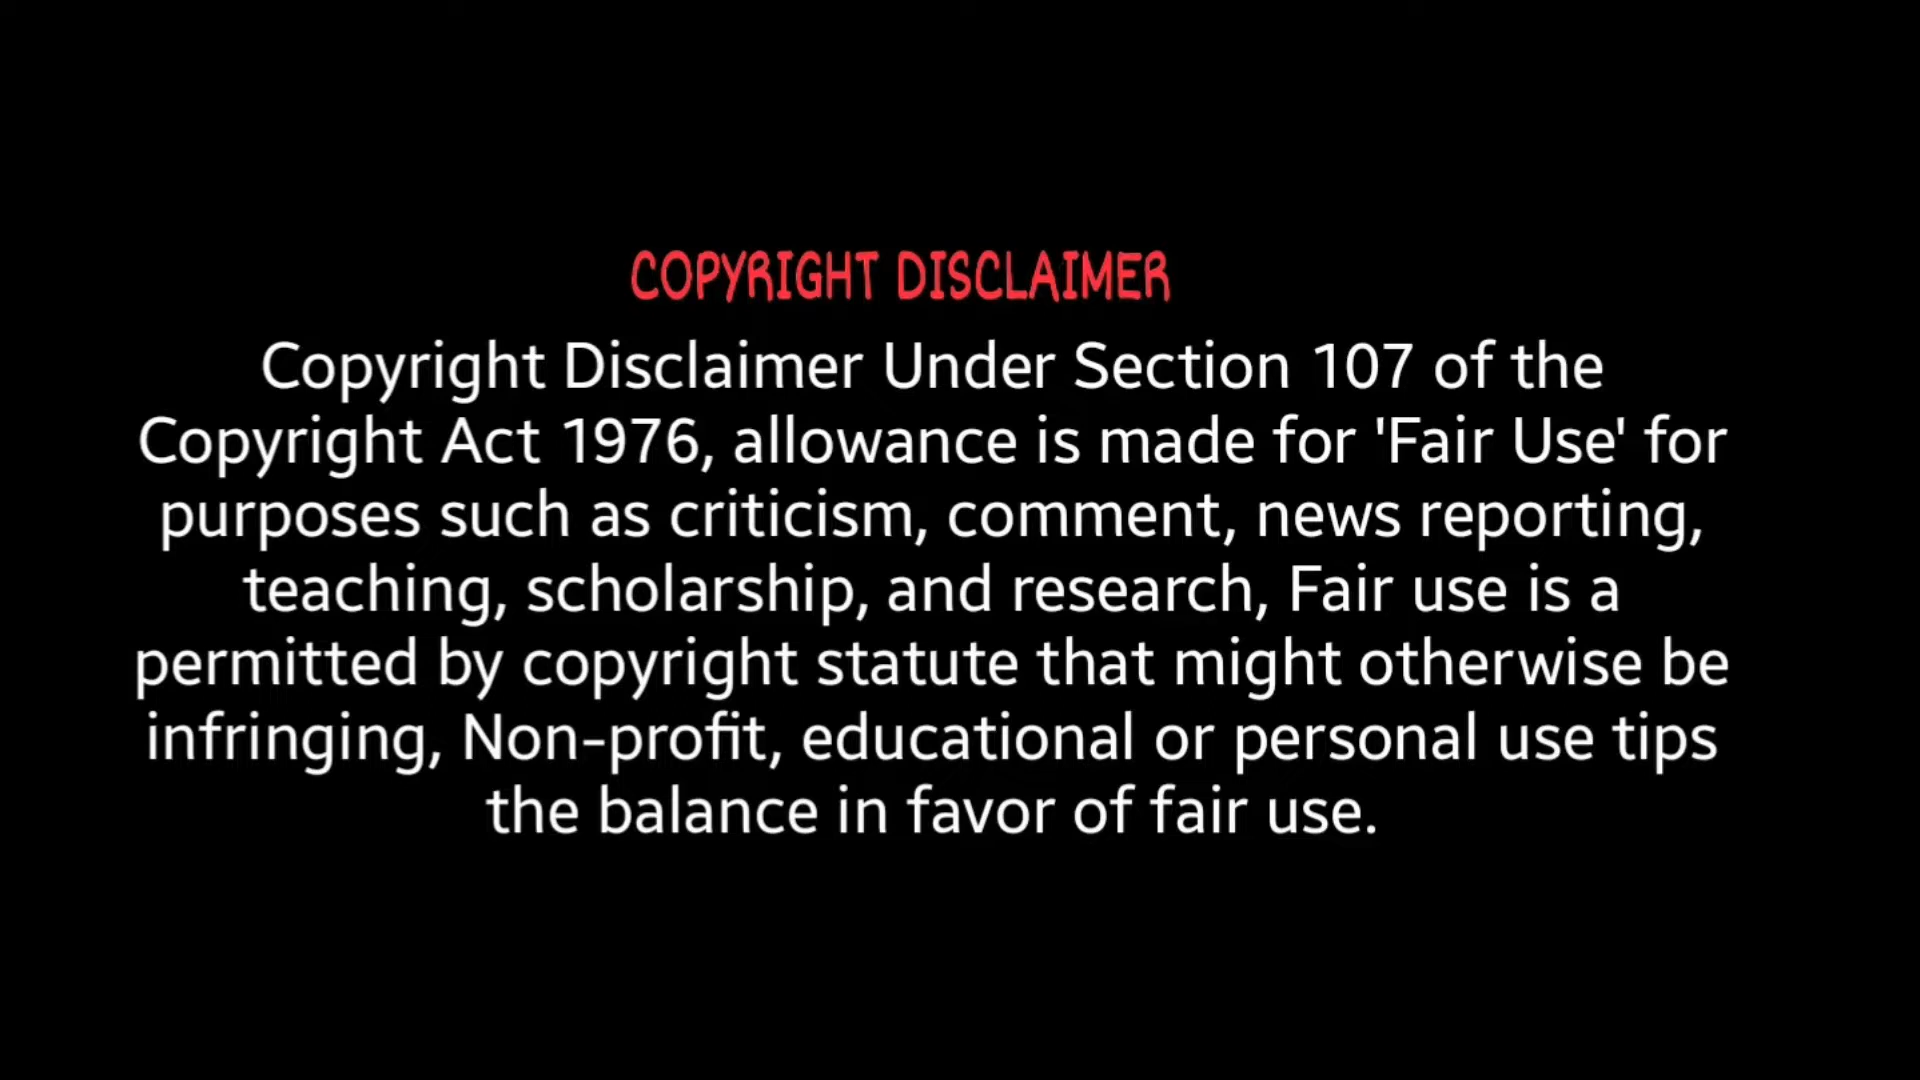 COPYRIGHT DISCLAIMER
Copyright Disclaimer Under Section 107 of the
Copyright Act 1976, allowance is made for 'Fair Use' for
purposes such as criticism, comment, news reporting,
teaching, scholarship, and research, Fair use is a
permitted by copyright statute that might otherwise be
infringing, Non-profit, educational or personal use tips
the balance in favor of fair use.